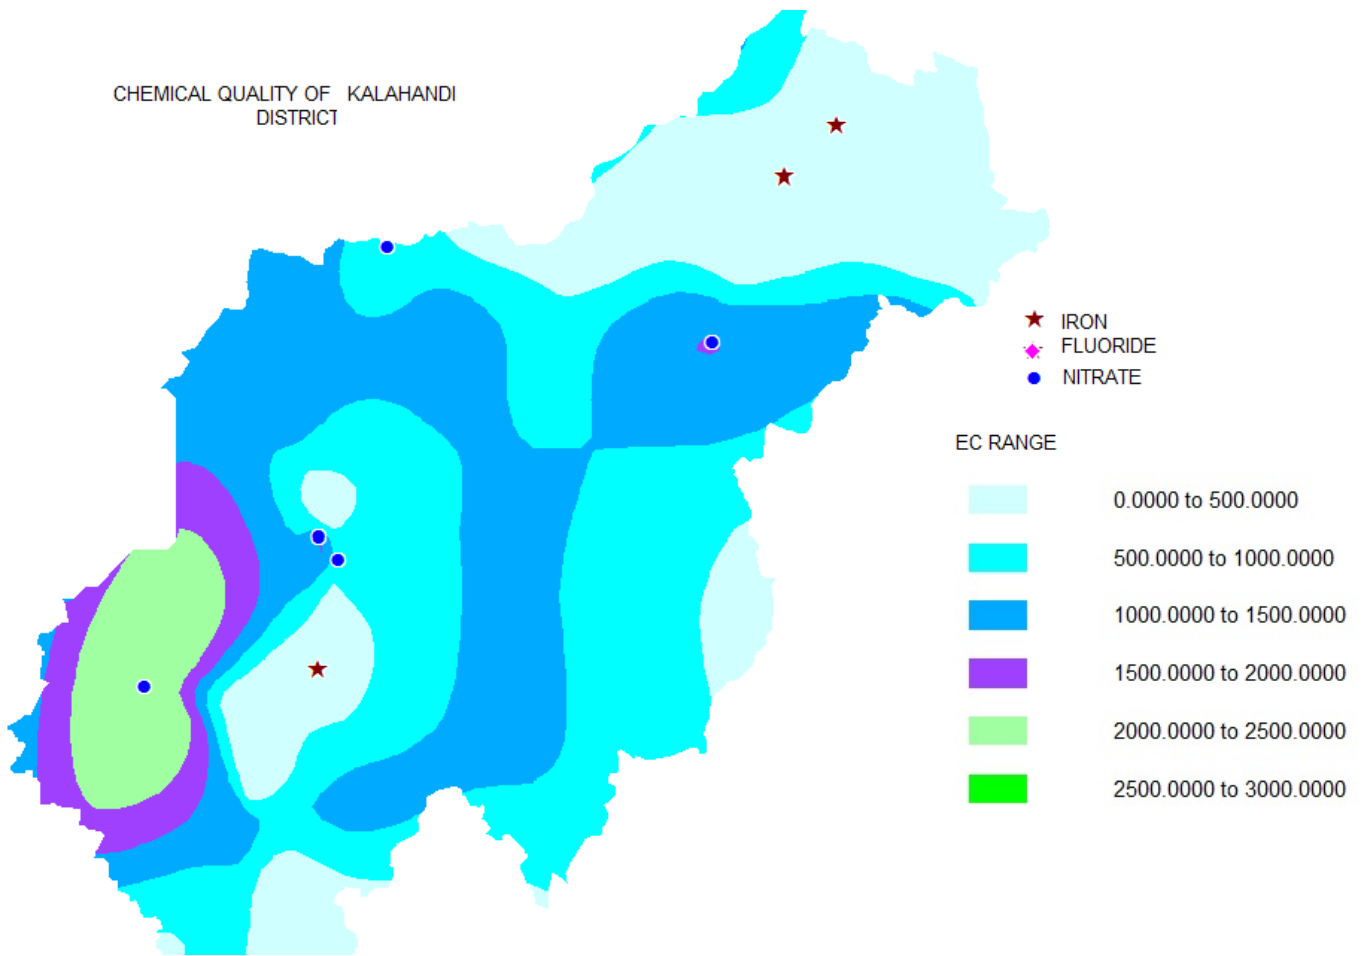 CHEMICAL QUALITY OF KALAHANDI
DISTRICT
IRON
FLUORIDE
NITRATE
EC RANGE
0.0000 to 500.0000
500.0000 to 1000.0000
1000.0000 to 1500.0000
1500.0000 to 2000.0000
2000.0000 to 2500.0000
2500.0000 to 3000.0000